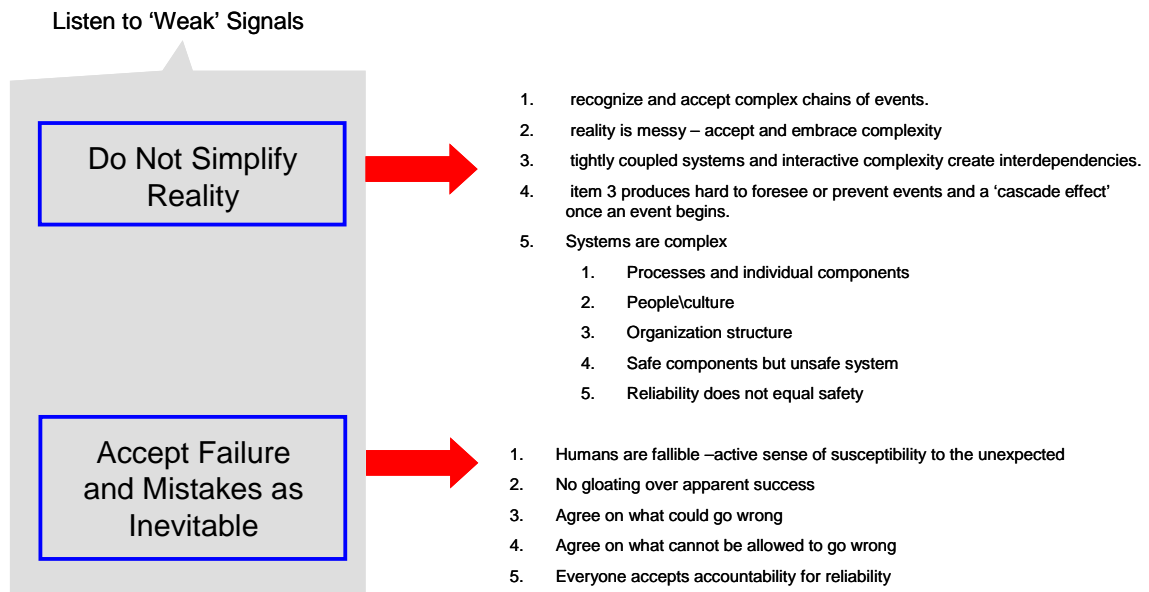 Listen to ‘Weak’ Signals
Do Not Simplify
Reality
1. recognize and accept complex chains of events.
2. reality is messy – accept and embrace complexity
3. tightly coupled systems and interactive complexity create interdependencies.
4. item 3 produces hard to foresee or prevent events and a ‘cascade effect’
once an event begins.
5. Systems are complex
1. Processes and individual components
2. People\culture
3. Organization structure
4. Safe components but unsafe system
5. Reliability does not equal safety
Accept Failure
and Mistakes as
Inevitable
1. Humans are fallible –active sense of susceptibility to the unexpected
2. No gloating over apparent success
3. Agree on what could go wrong
4. Agree on what cannot be allowed to go wrong
5. Everyone accepts accountability for reliability